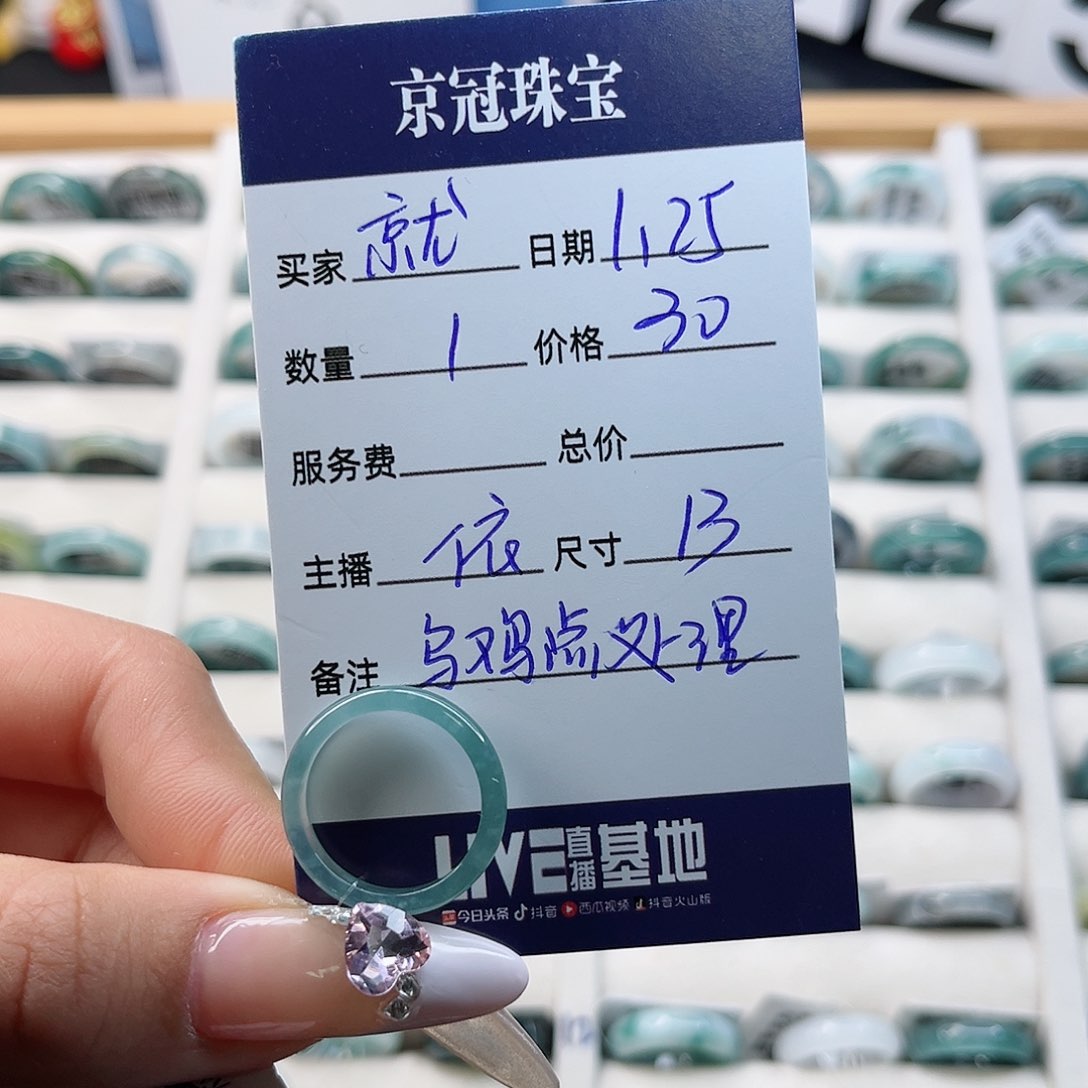 京冠珠宝
买家 就 日期 1,25
数量 1 价格 30
服务费 总价
主播 依 尺寸 13
备注 乌鸡点处理
LIVE直播基地
今日头条 抖音 西瓜视频 抖音火山版